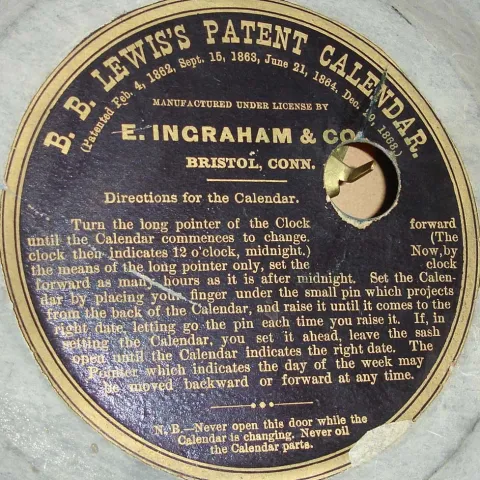 B. B. LEWIS'S PATENT CALENDAR.
(Patented Feb. 4, 1862, Sept. 15, 1863, June 21, 1864, Dec. 29, 1868.)
MANUFACTURED UNDER LICENSE BY
E. INGRAHAM & CO
BRISTOL, CONN.
Directions for the Calendar.
Turn the long pointer of the Clock forward
until the Calendar commences to change. (The
clock then indicates 12 o'clock, midnight.) Now, by
the means of the long pointer only, set the clock
forward as many hours as it is after midnight. Set the Calen-
dar by placing your finger under the small pin which projects
from the back of the Calendar, and raise it until it comes to the
right date, letting go the pin each time you raise it. If, in
setting the Calendar, you set it ahead, leave the sash
open until the Calendar indicates the right date. The
Pointer which indicates the day of the week may
be moved backward or forward at any time.
N. B.—Never open this door while the
Calendar is changing. Never oil
the Calendar parts.